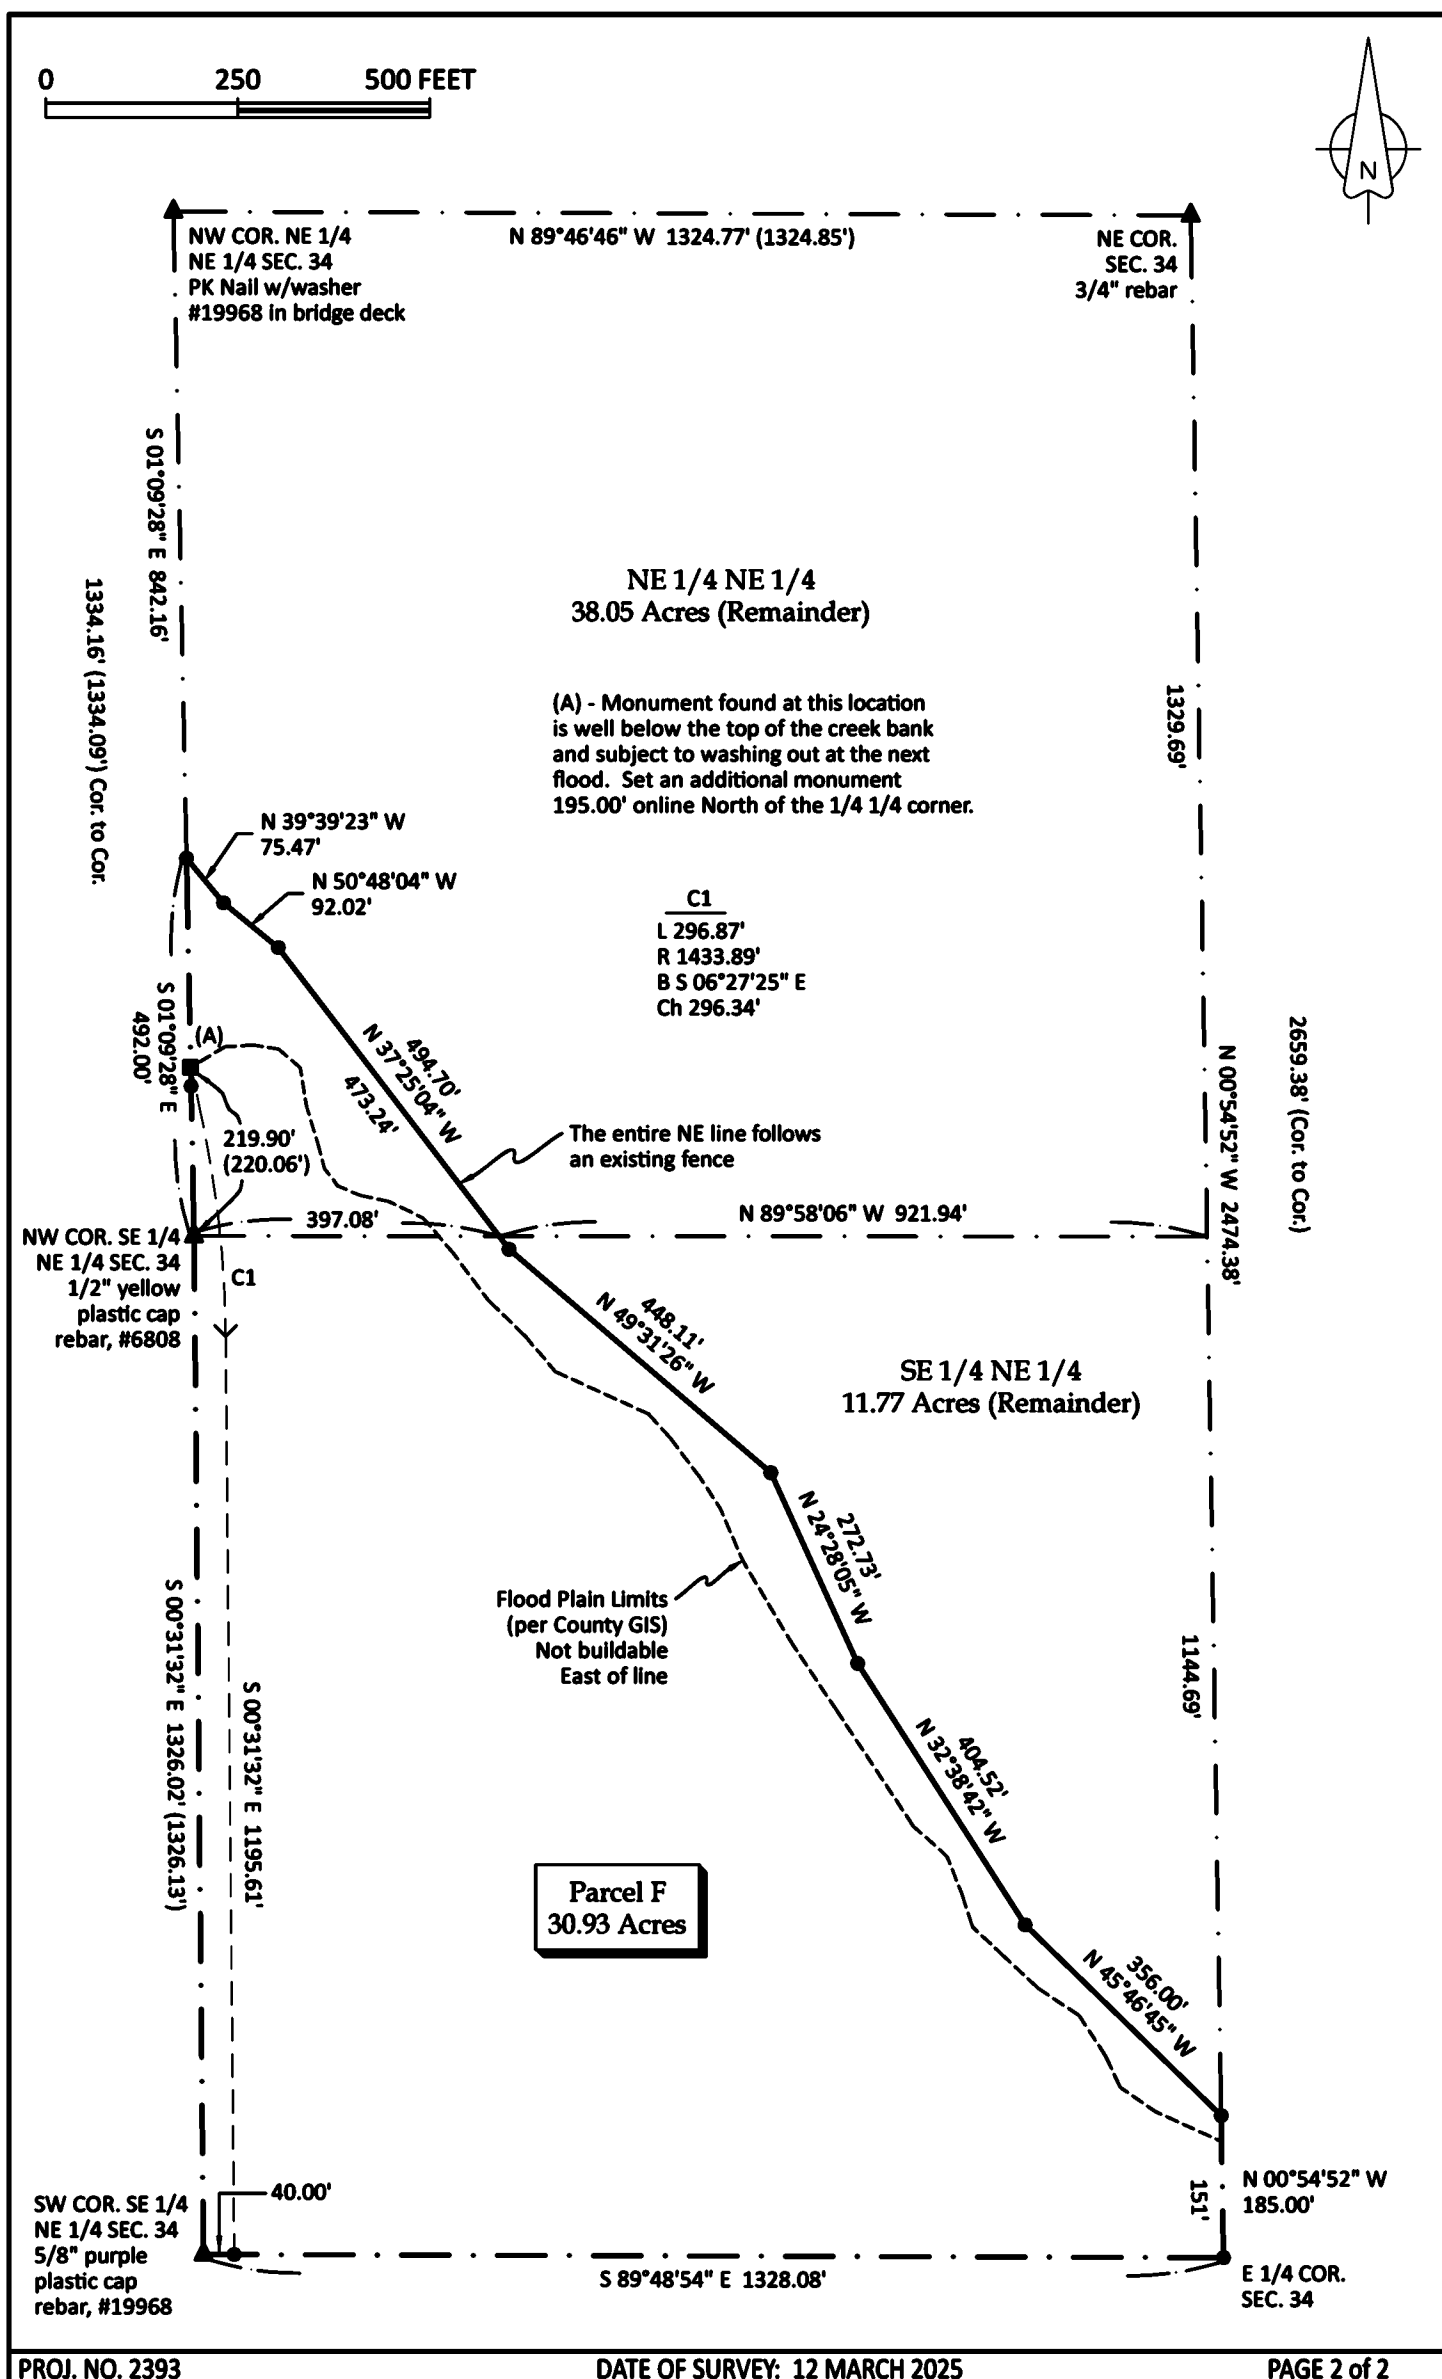 0 250 500 FEET
N
NW COR. NE 1/4
NE 1/4 SEC. 34
PK Nail w/washer
#19968 in bridge deck
N 89°46'46" W 1324.77' (1324.85')
NE COR.
SEC. 34
3/4" rebar
S 01°09'28" E 842.16'
1334.16' (1334.09') Cor. to Cor.
NE 1/4 NE 1/4
38.05 Acres (Remainder)
1329.69'
(A) - Monument found at this location
is well below the top of the creek bank
and subject to washing out at the next
flood. Set an additional monument
195.00' online North of the 1/4 1/4 corner.
N 39°39'23" W
75.47'
N 50°48'04" W
92.02'
C1
L 296.87'
R 1433.89'
B S 06°27'25" E
Ch 296.34'
S 01°09'28" E
492.00'
(A)
494.70'
N 37°25'04" W
473.24'
219.90'
(220.06')
The entire NE line follows
an existing fence
N 00°54'52" W 2474.38'
2659.38' (Cor. to Cor.)
397.08'
N 89°58'06" W 921.94'
NW COR. SE 1/4
NE 1/4 SEC. 34
1/2" yellow
plastic cap
rebar, #6808
C1
448.11'
N 49°31'26" W
SE 1/4 NE 1/4
11.77 Acres (Remainder)
272.73'
N 24°28'05" W
Flood Plain Limits
(per County GIS)
Not buildable
East of line
S 00°31'32" E 1326.02' (1326.13')
S 00°31'32" E 1195.61'
1144.69'
404.52'
N 32°38'42" W
Parcel F
30.93 Acres
356.00'
N 45°46'45" W
151'
N 00°54'52" W
185.00'
40.00'
SW COR. SE 1/4
NE 1/4 SEC. 34
5/8" purple
plastic cap
rebar, #19968
S 89°48'54" E 1328.08'
E 1/4 COR.
SEC. 34
PROJ. NO. 2393 DATE OF SURVEY: 12 MARCH 2025 PAGE 2 of 2